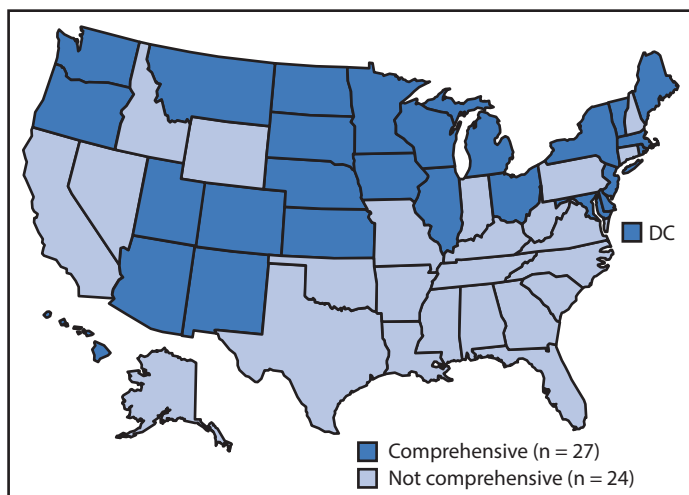 DC
Comprehensive (n = 27)
Not comprehensive (n = 24)